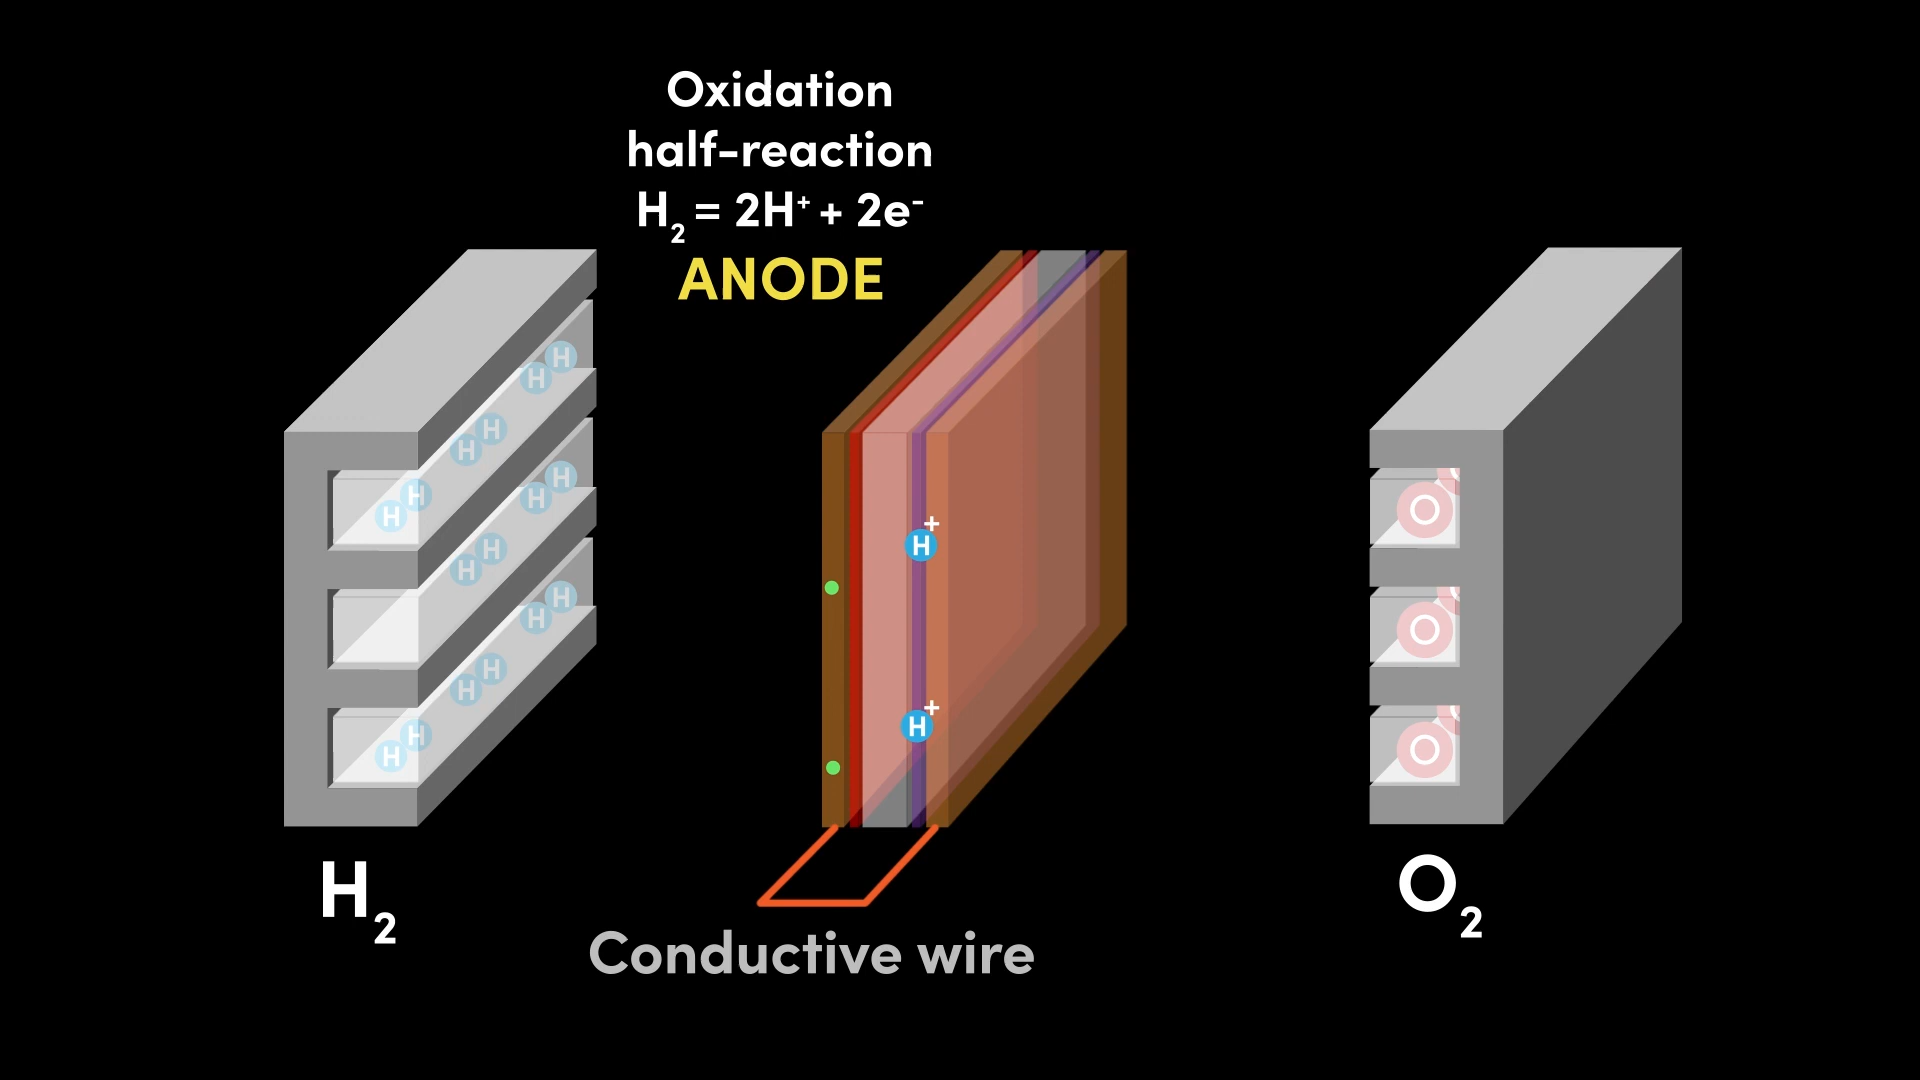 Oxidation
half-reaction
H₂ = 2H⁺ + 2e⁻
ANODE
H H
H H
H H
H H
H H
H H
H H
H H
H⁺
H⁺
O
O
O
H₂
O₂
Conductive wire